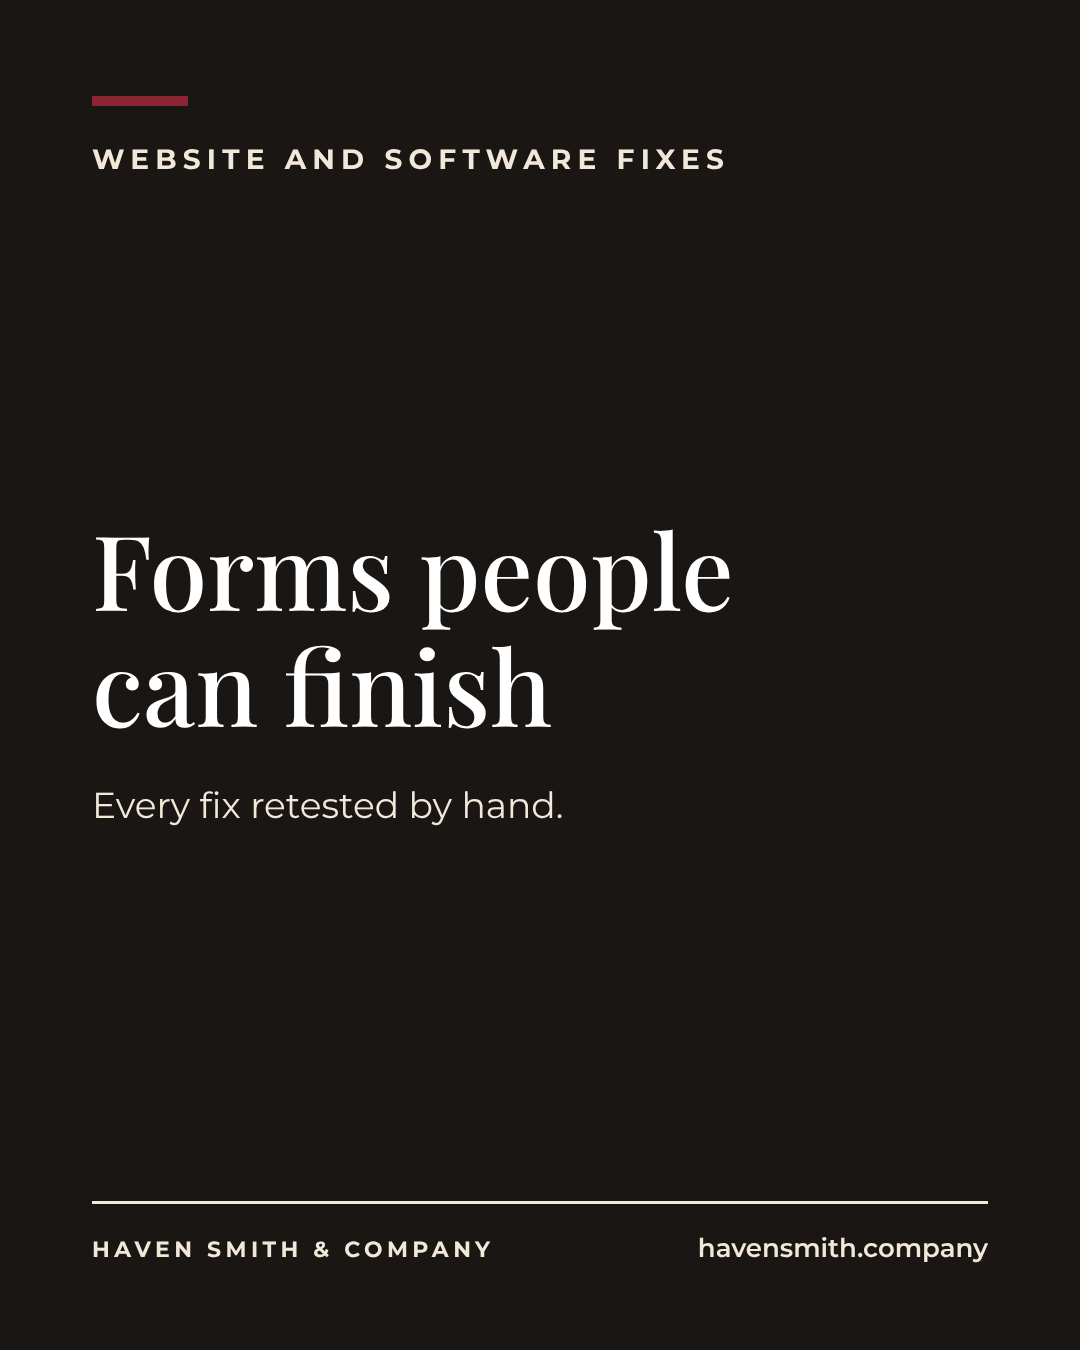 WEBSITE AND SOFTWARE FIXES
Forms people
can finish
Every fix retested by hand.
HAVEN SMITH & COMPANY
havensmith.company